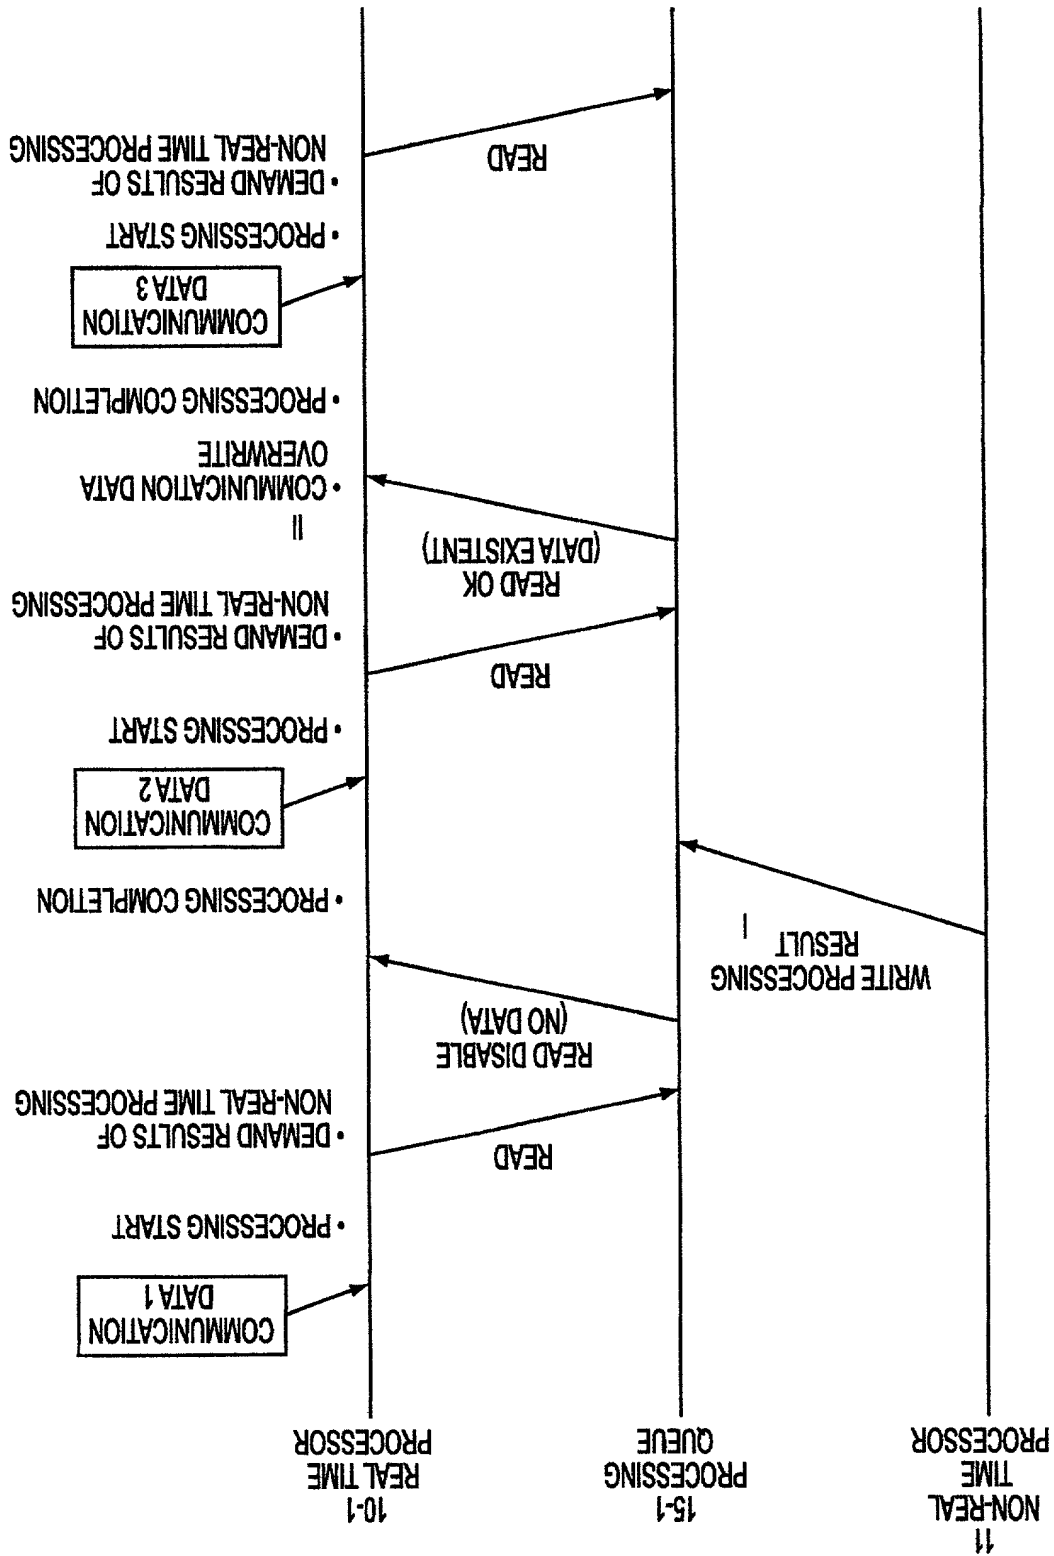 11
NON-REAL
TIME
PROCESSOR
15-1
PROCESSING
QUEUE
10-1
REAL TIME
PROCESSOR
COMMUNICATION
DATA 1
• PROCESSING START
READ
• DEMAND RESULTS OF
NON-REAL TIME PROCESSING
READ DISABLE
(NO DATA)
WRITE PROCESSING
RESULT
I
• PROCESSING COMPLETION
COMMUNICATION
DATA 2
• PROCESSING START
READ
• DEMAND RESULTS OF
NON-REAL TIME PROCESSING
READ OK
(DATA EXISTENT)
II
• COMMUNICATION DATA
OVERWRITE
• PROCESSING COMPLETION
COMMUNICATION
DATA 3
• PROCESSING START
• DEMAND RESULTS OF
NON-REAL TIME PROCESSING
READ